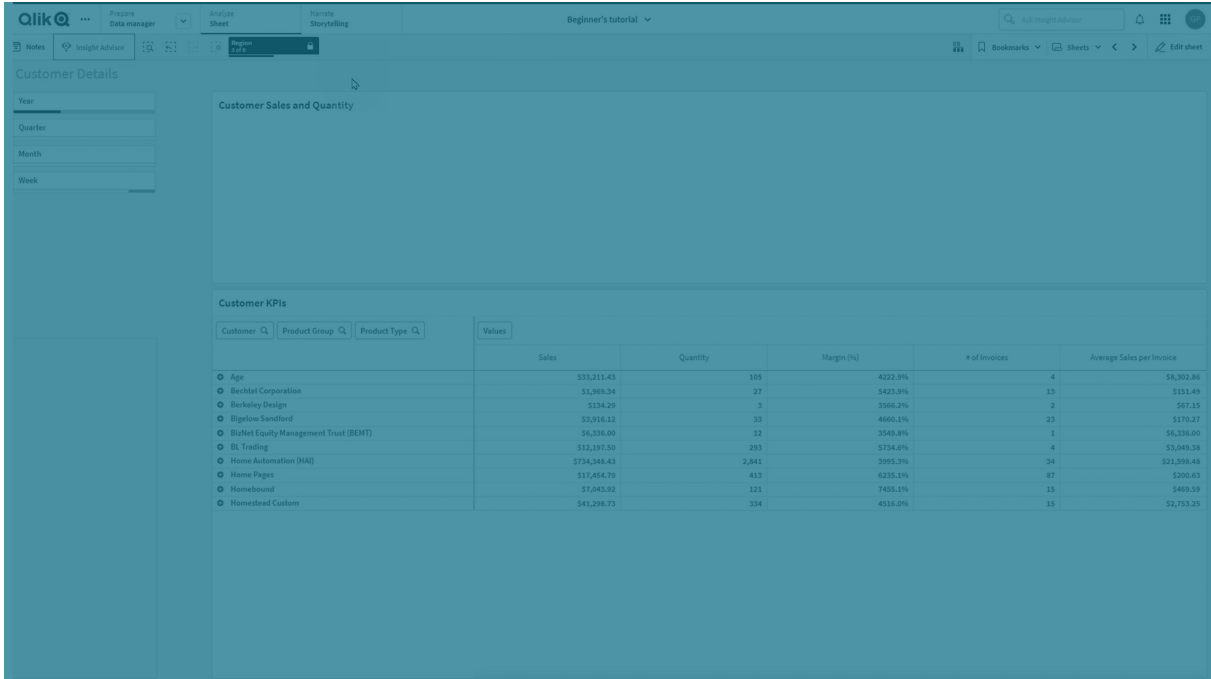 Qlik Q ... Prepare Analyze Narrate
Data manager Sheet Storytelling
Beginner's tutorial
Ask Insight Advisor
Notes Insight Advisor Region
Bookmarks Sheets Edit sheet
Customer Details
Year
Quarter
Month
Week
Customer Sales and Quantity
Customer KPIs
Customer Product Group Product Type Values
Sales Quantity Margin (%) # of Invoices Average Sales per Invoice
Age $33,211.43 105 4222.9% 4 $8,302.86
Bechtel Corporation $1,969.34 27 5423.9% 13 $151.49
Berkeley Design $134.29 3 3566.2% 2 $67.15
Bigelow Sandford $3,916.12 33 4660.1% 23 $170.27
BizNet Equity Management Trust (BEMT) $6,336.00 12 3540.8% 1 $6,336.00
BL Trading $12,197.50 293 5734.6% 4 $3,049.38
Home Automation (HAI) $734,348.43 2,841 3995.3% 34 $21,598.48
Home Pages $17,454.70 413 6235.1% 87 $200.63
Homebound $7,043.92 121 7455.1% 15 $469.59
Homestead Custom $41,298.73 334 4516.0% 15 $2,753.25